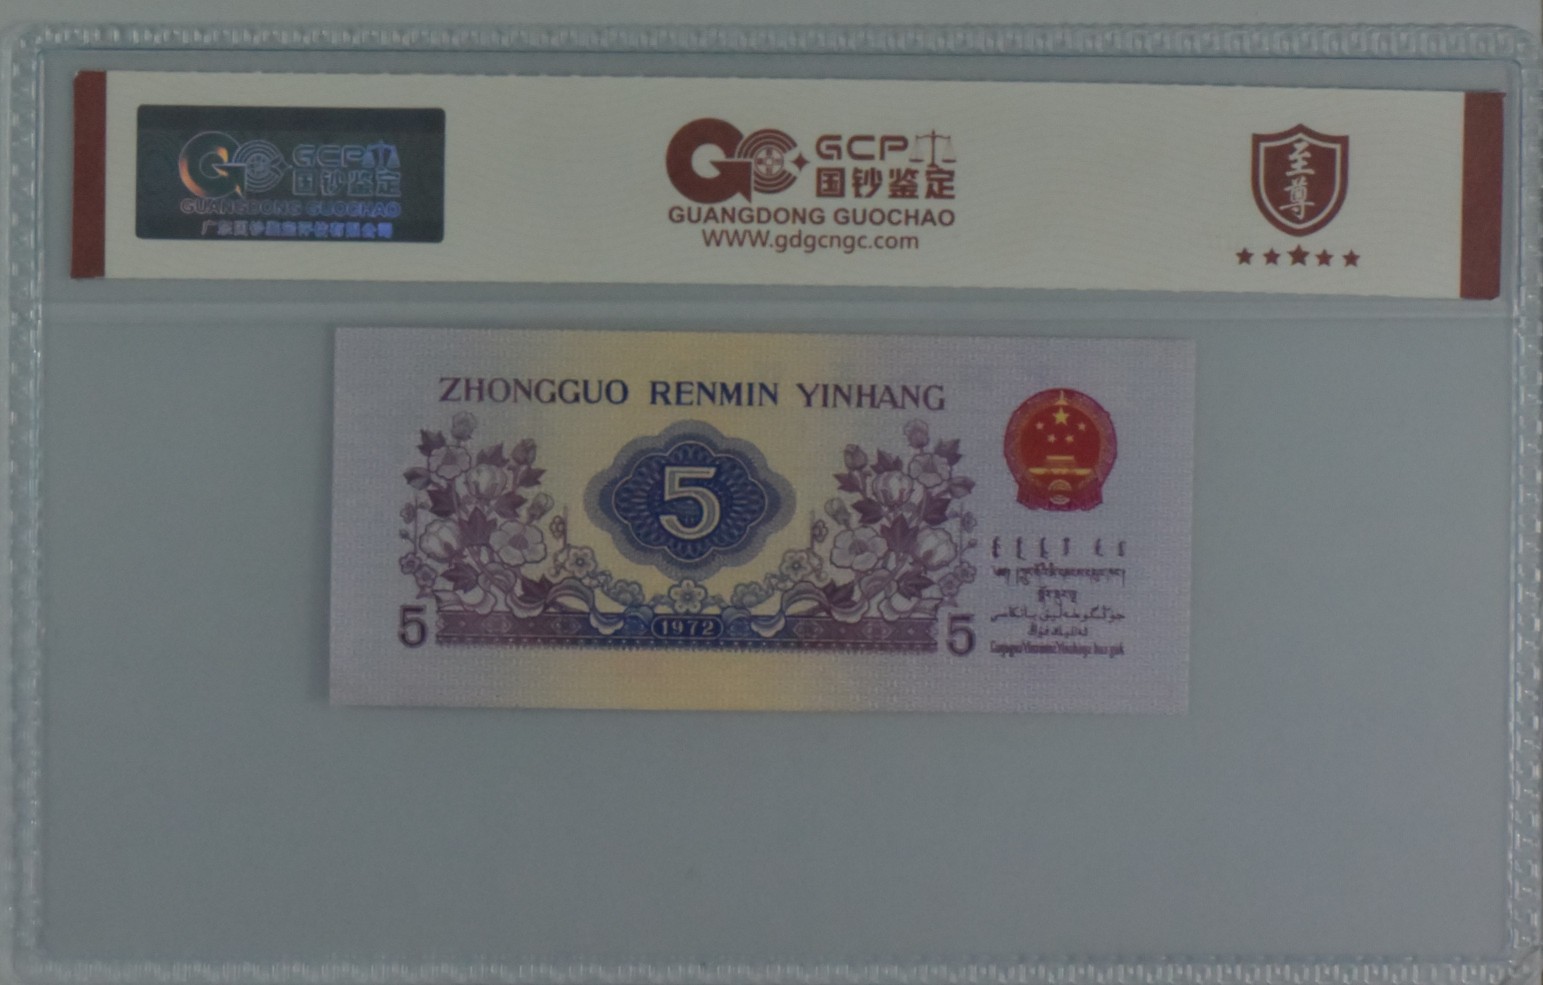 GCP
国钞鉴定
GUANGDONG GUOCHAO
GCP
国钞鉴定
GUANGDONG GUOCHAO
WWW.gdgcngc.com
至尊
ZHONGGUO RENMIN YINHANG
5
5
1972
5